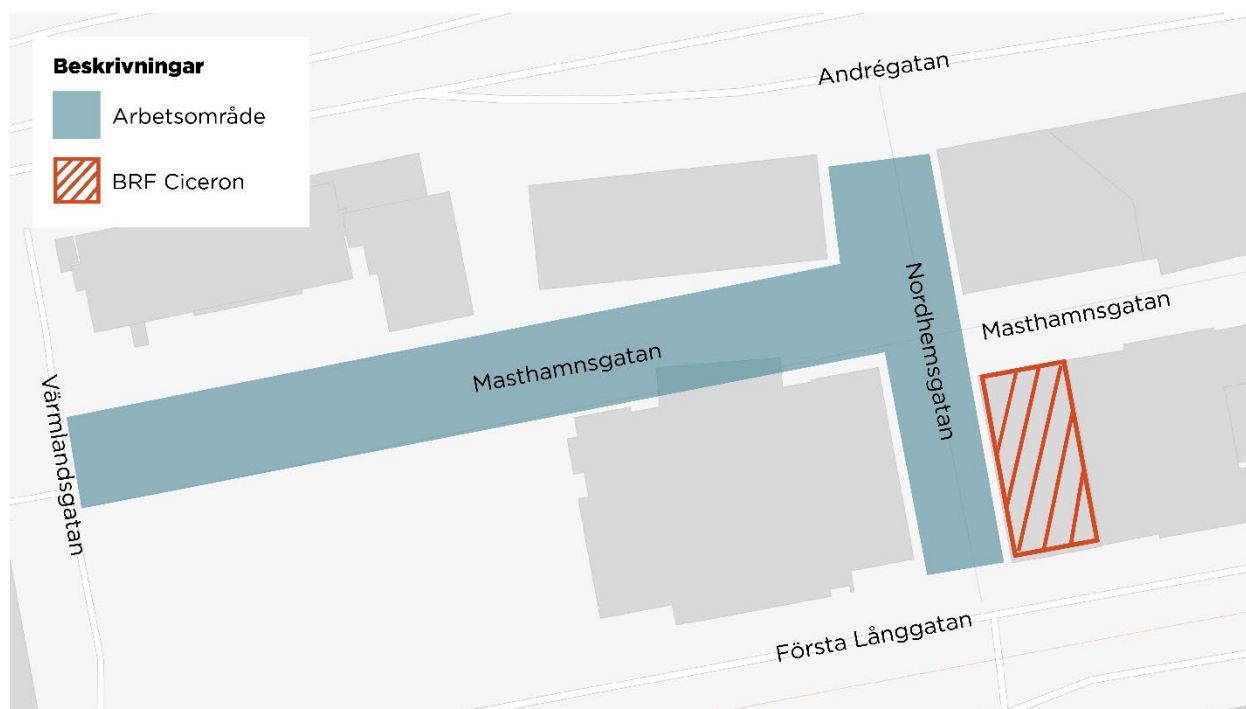 Beskrivningar
Arbetsområde
BRF Ciceron
Andrégatan
Masthamnsgatan
Nordhemsgatan
Masthamnsgatan
Värmlandsgatan
Första Långgatan